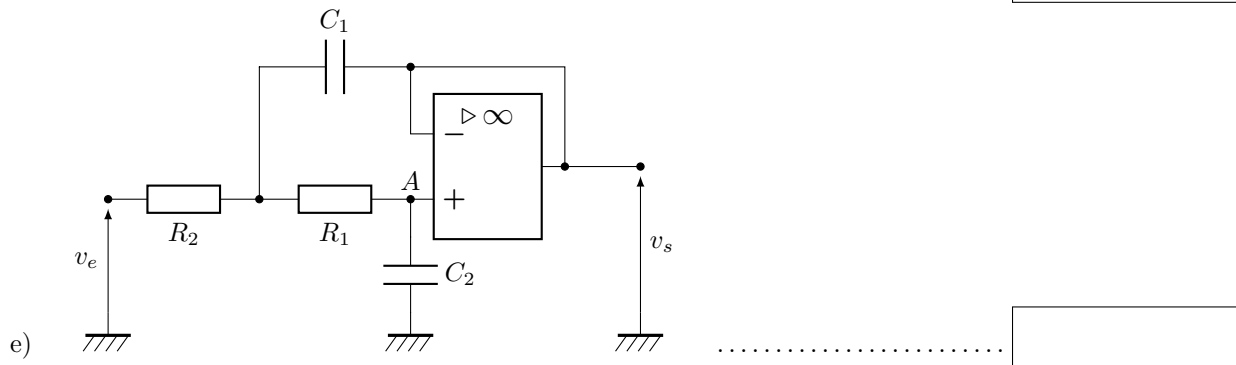 C₁
▷ ∞
−
A
+
R₂
R₁
vₑ
C₂
vₛ
e) ........................